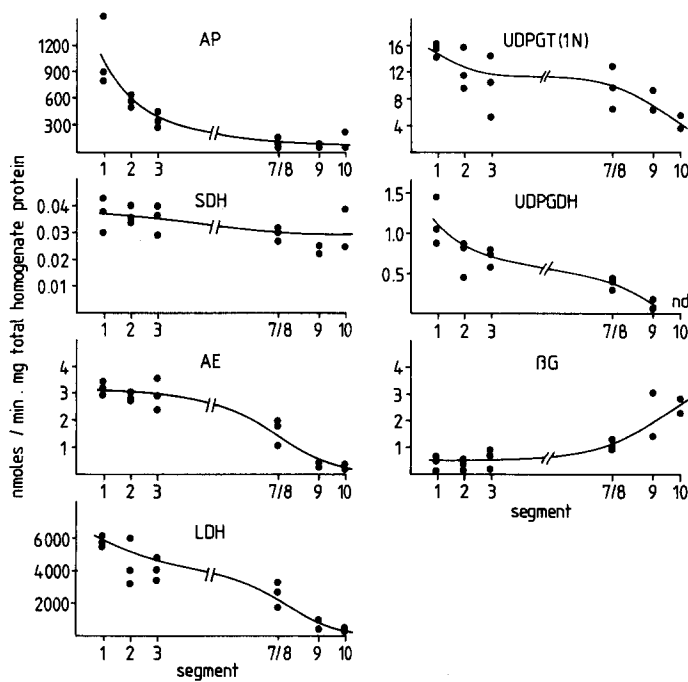 nmoles / min . mg total homogenate protein
AP
1200
900
600
300
1 2 3 7/8 9 10
SDH
0.04
0.03
0.02
0.01
1 2 3 7/8 9 10
AE
4
3
2
1
1 2 3 7/8 9 10
LDH
6000
4000
2000
1 2 3 7/8 9 10
segment
UDPGT (1N)
16
12
8
4
1 2 3 7/8 9 10
UDPGDH
1.5
1.0
0.5
nd
1 2 3 7/8 9 10
βG
4
3
2
1
1 2 3 7/8 9 10
segment